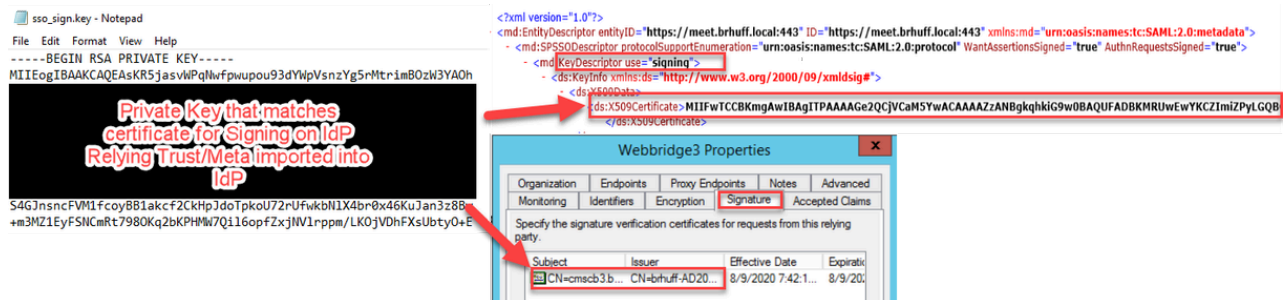 sso_sign.key - Notepad
File Edit Format View Help
-----BEGIN RSA PRIVATE KEY-----
MIIEogIBAAKCAQEAsKR5jasvWPqNwfpwupou93dYWpVsnzYg5rMtrimBOzW3YAOh
Private Key that matches
certificate for Signing on IdP
Relying Trust/Meta imported into
IdP
S4GJnsncFVM1fcoyBB1akcf2CkHpJdoTpkoU72rUfwkbN1X4br0x46KuJan3z8B
+m3MZ1EyFSNCmRt798OKq2bKPHMW7Qil6opfZxjNV1rppm/LKOjVDhFXsUbtyO+E
<?xml version="1.0"?>
<md:EntityDescriptor entityID="https://meet.brhuff.local:443" ID="https://meet.brhuff.local:443" xmlns:md="urn:oasis:names:tc:SAML:2.0:metadata">
- <md:SPSSODescriptor protocolSupportEnumeration="urn:oasis:names:tc:SAML:2.0:protocol" WantAssertionsSigned="true" AuthnRequestsSigned="true">
- <md:KeyDescriptor use="signing">
- <ds:KeyInfo xmlns:ds="http://www.w3.org/2000/09/xmldsig#">
- <ds:X509Data>
<ds:X509Certificate>MIIFwTCCBKmgAwIBAgITPAAAAGe2QCjVCaM5YwACAAAAZzANBgkqhkiG9w0BAQUFADBKMRUwEwYKCZImiZPyLGQB
</ds:X509Certificate>
Webbridge3 Properties
x
Organization Endpoints Proxy Endpoints Notes Advanced
Monitoring Identifiers Encryption Signature Accepted Claims
Specify the signature verification certificates for requests from this relying
party.
Subject Issuer Effective Date Expiratic
CN=cmscb3.b... CN=brhuff-AD20... 8/9/2020 7:42:1... 8/9/202